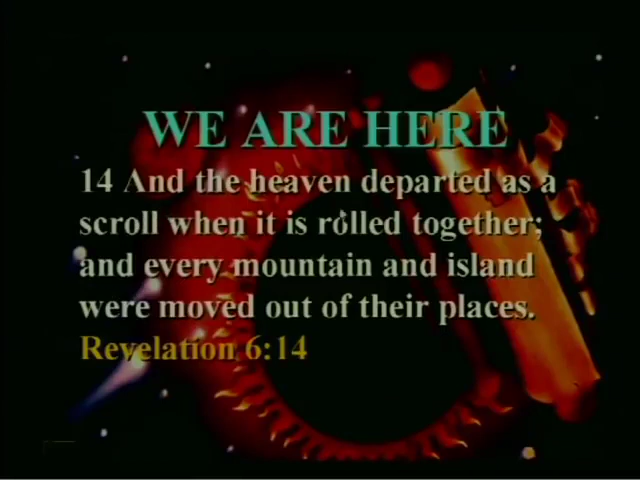 WE ARE HERE
14 And the heaven departed as a
scroll when it is rolled together;
and every mountain and island
were moved out of their places.
Revelation 6:14